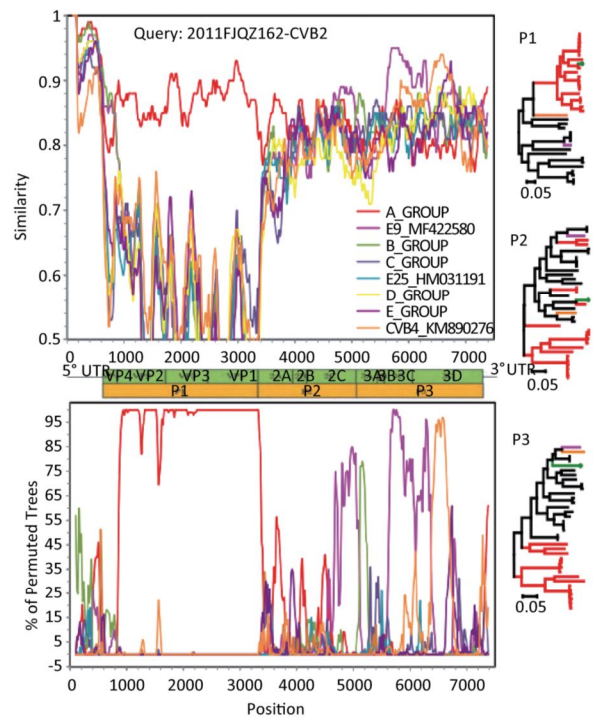 Query: 2011FJQZ162-CVB2
Similarity
1
0.9
0.8
0.7
0.6
0.5
A_GROUP
E9_MF422580
B_GROUP
C_GROUP
E25_HM031191
D_GROUP
E_GROUP
CVB4_KM890276
0 1000 2000 3000 4000 5000 6000 7000
5° UTR VP4 VP2 VP3 VP1 2A 2B 2C 3A 3B 3C 3D 3°UTR
P1 P2 P3
% of Permuted Trees
95
85
75
65
55
45
35
25
15
5
-5
0 1000 2000 3000 4000 5000 6000 7000
Position
P1
0.05
P2
0.05
P3
0.05